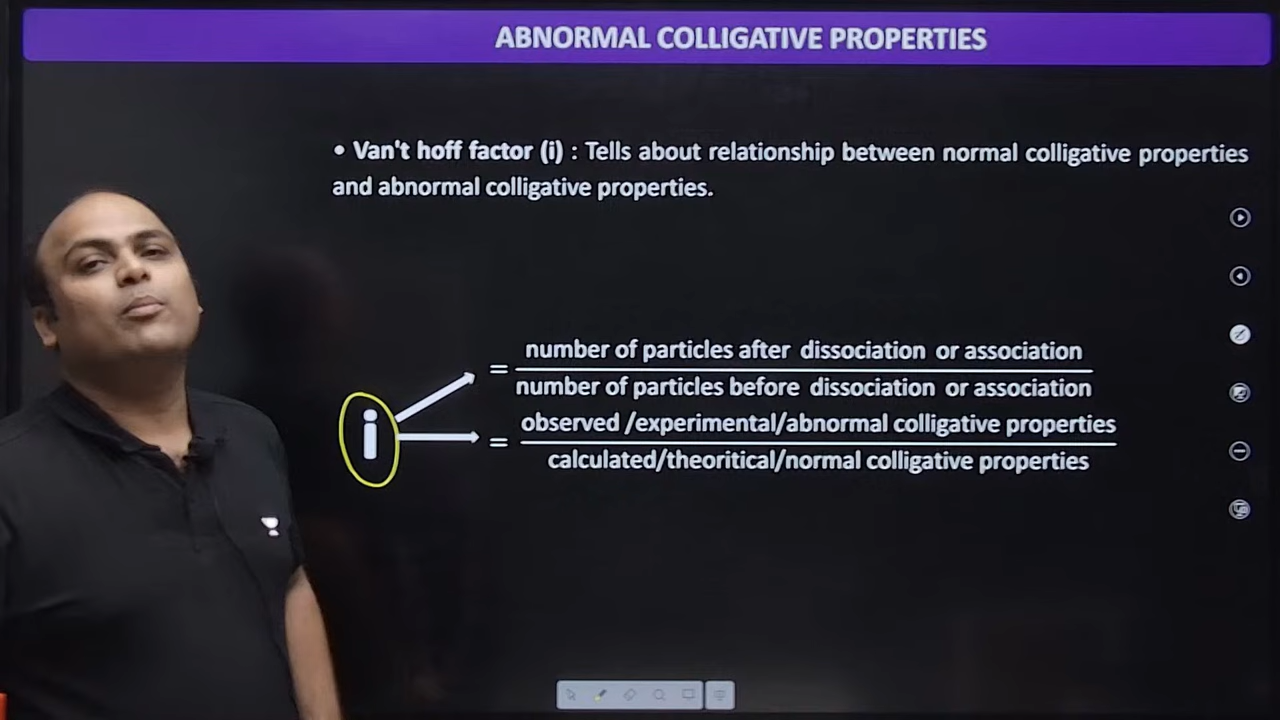 ABNORMAL COLLIGATIVE PROPERTIES
• Van't hoff factor (i) : Tells about relationship between normal colligative properties
and abnormal colligative properties.
= number of particles after dissociation or association
number of particles before dissociation or association
i
= observed /experimental/abnormal colligative properties
calculated/theoritical/normal colligative properties